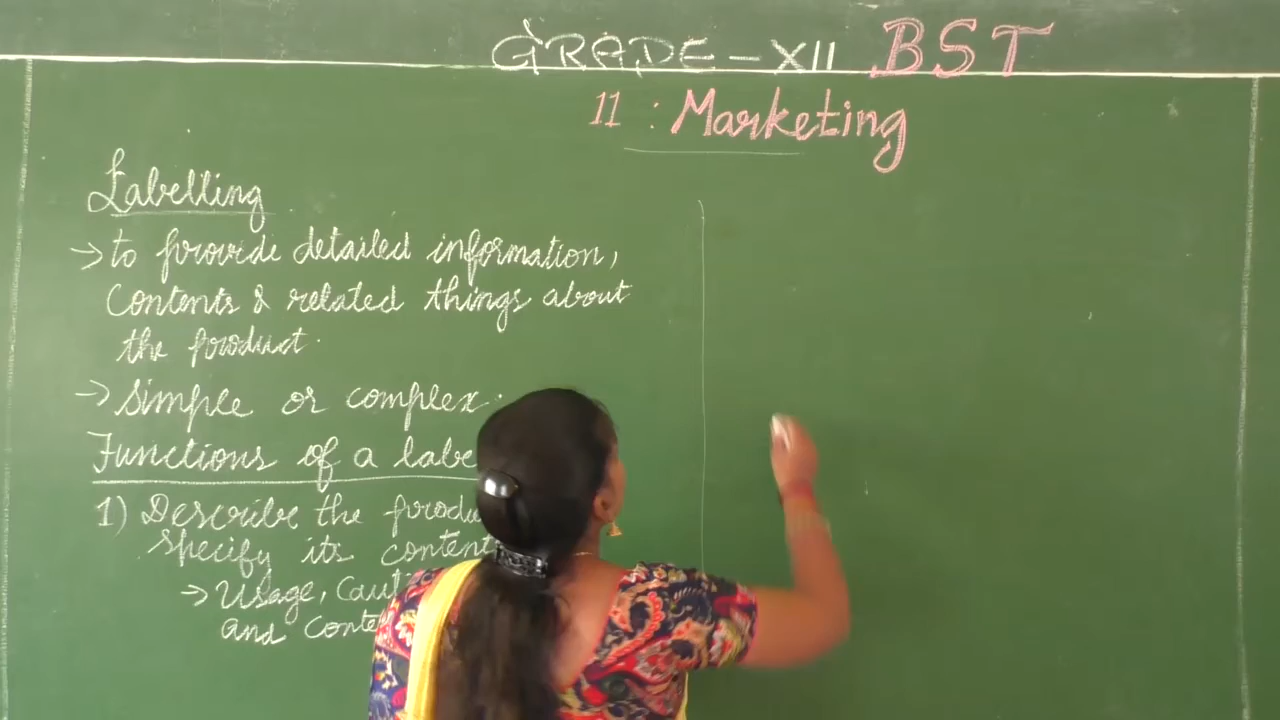 GRADE-XII BST
11 : Marketing
Labelling
→ to provide detailed information,
Contents & related things about
the product.
→ Simple or complex.
Functions of a labe
1) Describe the produ
specify its content
→ Usage, Cauti
and conte